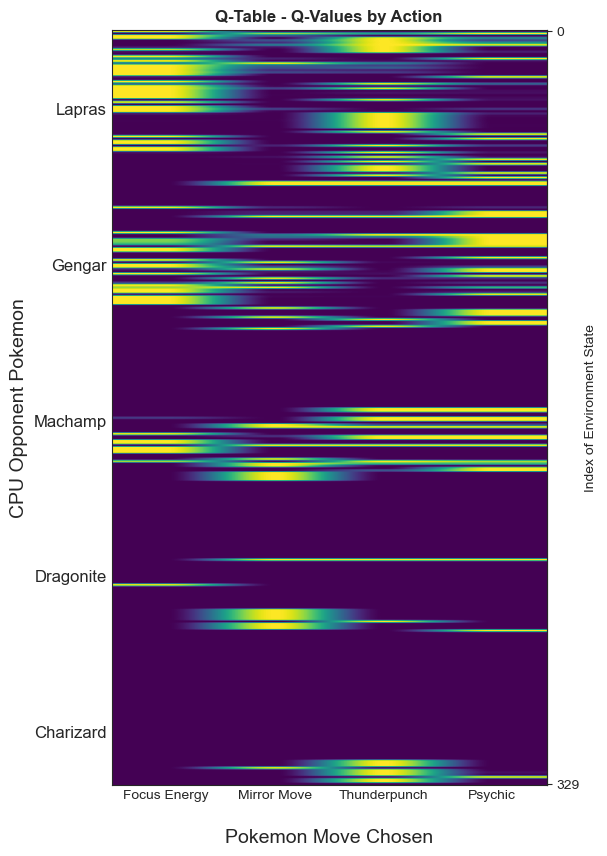 Q-Table - Q-Values by Action
0
Lapras
Gengar
Machamp
Dragonite
Charizard
CPU Opponent Pokemon
Index of Environment State
329
Focus Energy Mirror Move Thunderpunch Psychic
Pokemon Move Chosen